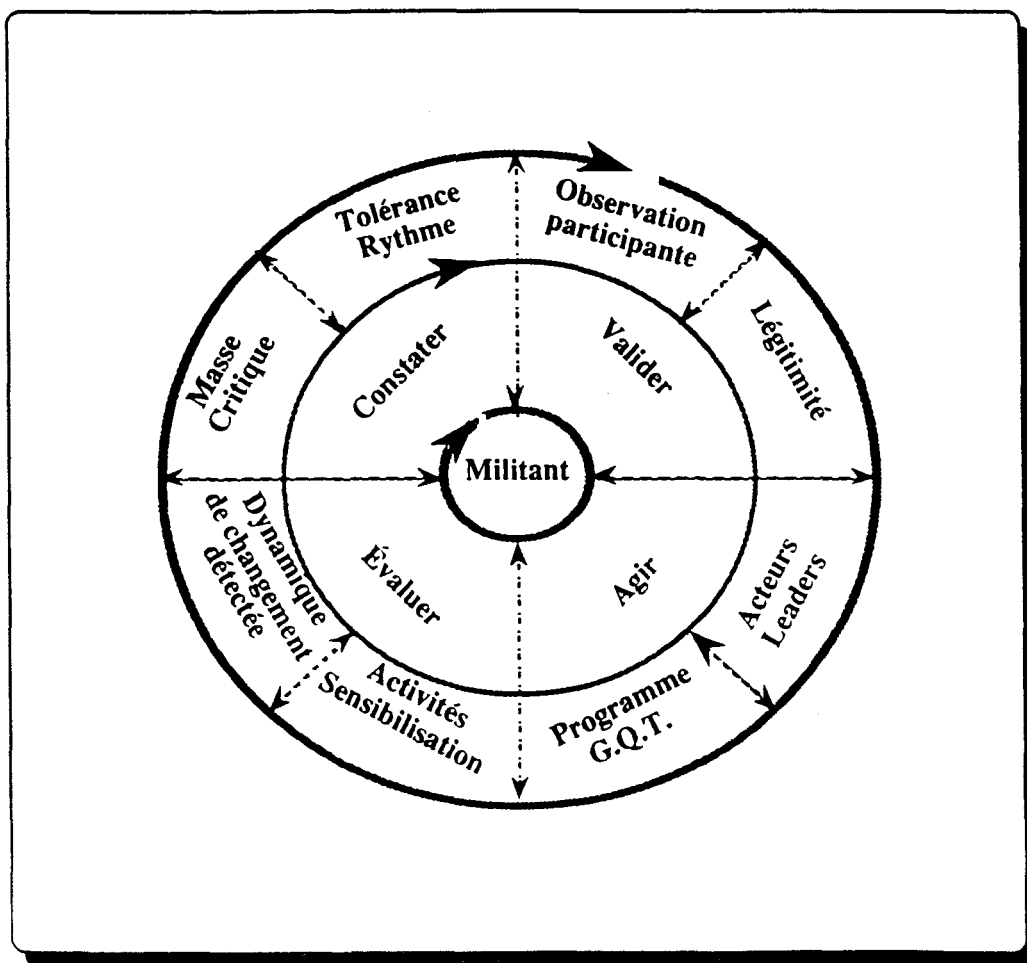 Tolérance
Rythme
Observation
participante
Légitimité
Acteurs
Leaders
Programme
G.Q.T.
Activités
Sensibilisation
Dynamique
de changement
détectée
Masse
Critique
Constater
Valider
Agir
Évaluer
Militant